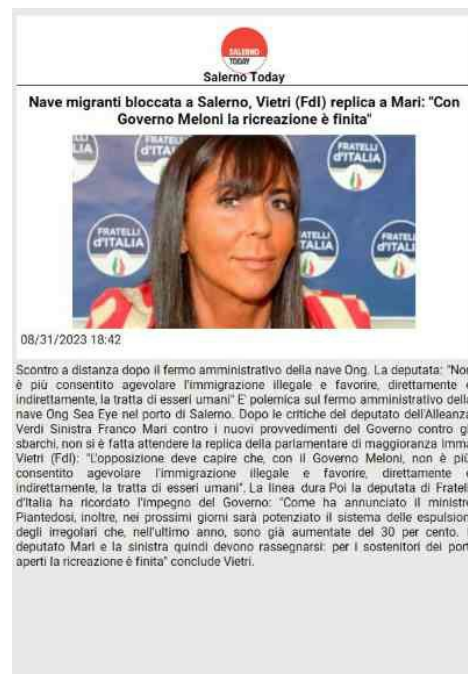 SALERNO
TODAY
Salerno Today
Nave migranti bloccata a Salerno, Vietri (FdI) replica a Mari: "Con
Governo Meloni la ricreazione è finita"
FRATELLI
d'ITALIA
FRATELLI
d'ITALIA
FRATELLI
d'ITALIA
08/31/2023 18:42
Scontro a distanza dopo il fermo amministrativo della nave Ong. La deputata: "Non
è più consentito agevolare l'immigrazione illegale e favorire, direttamente
indirettamente, la tratta di esseri umani" E' polemica sul fermo amministrativo della
nave Ong Sea Eye nel porto di Salerno. Dopo le critiche del deputato dell'Alleanza
Verdi Sinistra Franco Mari contro i nuovi provvedimenti del Governo contro gl
sbarchi, non si è fatta attendere la replica della parlamentare di maggioranza Imma
Vietri (FdI): "L'opposizione deve capire che, con il Governo Meloni, non è più
consentito agevolare l'immigrazione illegale e favorire, direttamente
indirettamente, la tratta di esseri umani". La linea dura Poi la deputata di Fratell
d'Italia ha ricordato l'impegno del Governo: "Come ha annunciato il ministro
Piantedosi, inoltre, nei prossimi giorni sarà potenziato il sistema delle espulsion
degli irregolari che, nell'ultimo anno, sono già aumentate del 30 per cento.
deputato Mari e la sinistra quindi devono rassegnarsi: per i sostenitori dei port
aperti la ricreazione è finita" conclude Vietri.